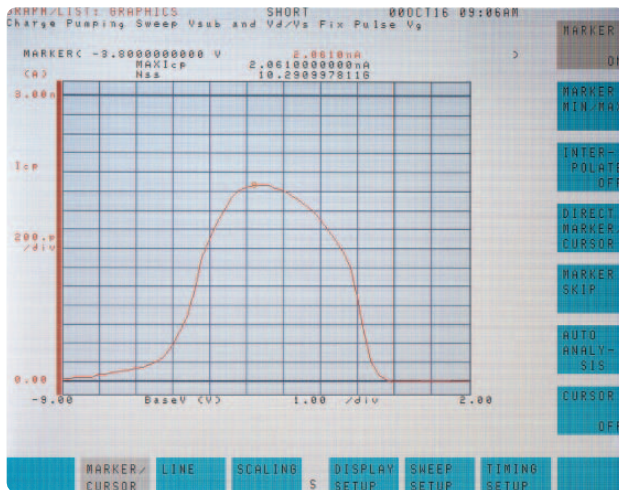 GRAPH/LIST: GRAPHICS SHORT 00OCT16 09:06AM
Charge Pumping Sweep Vsub and Vd/Vs Fix Pulse Vg
MARKER( -3.8000000000 V 2.0610nA )
MAXIcp 2.0610000000nA
Nss 10.290997811G
(A)
3.00n
Icp
200.p
/div
0.00
-9.00 BaseV (V) 1.00 /div 2.00
MARKER
ON
MARKER
MIN/MAX
INTER-
POLATE
OFF
DIRECT
MARKER/
CURSOR
MARKER
SKIP
AUTO
ANALY-
SIS
CURSOR
OFF
MARKER/
CURSOR
LINE
SCALING
S
DISPLAY
SETUP
SWEEP
SETUP
TIMING
SETUP